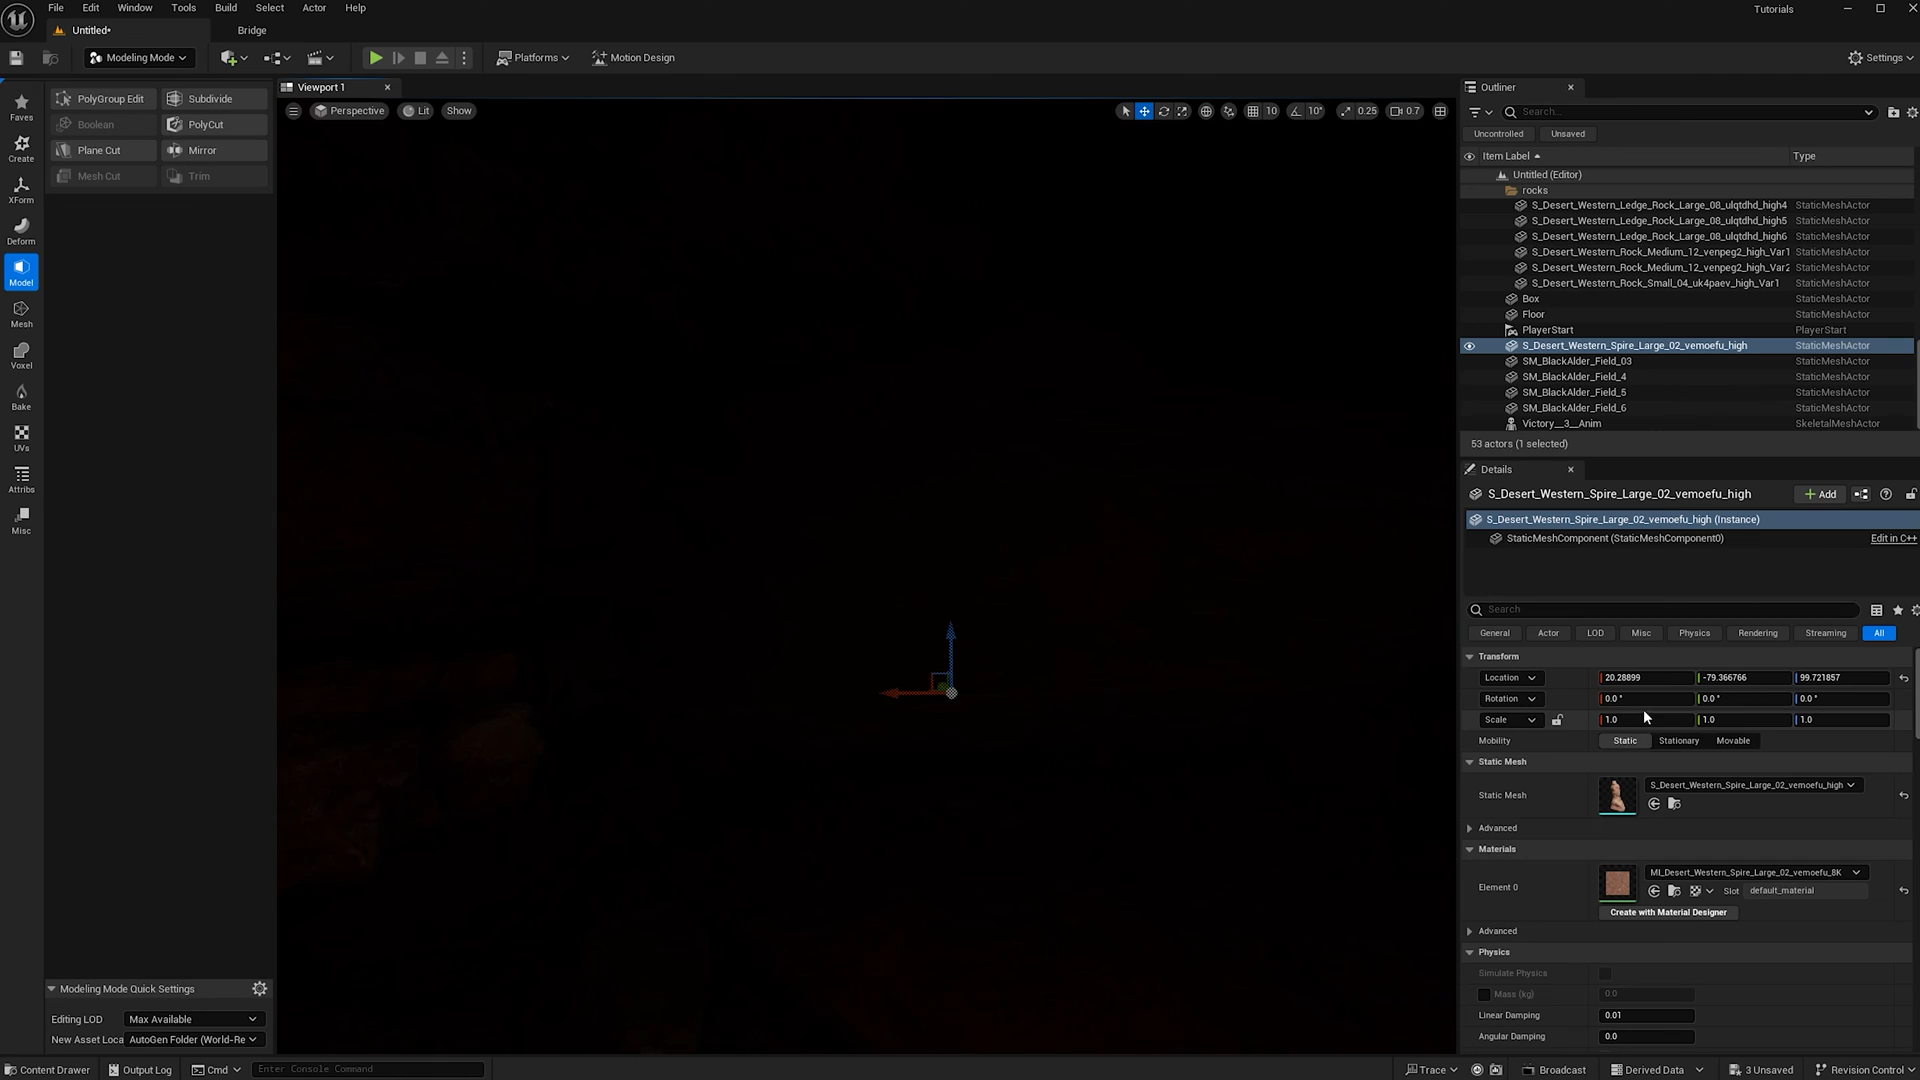 File Edit Window Tools Build Select Actor Help
Tutorials
Untitled•
Bridge
Modeling Mode
Platforms
Motion Design
Settings
Faves
Create
XForm
Deform
Model
Mesh
Voxel
Bake
UVs
Attribs
Misc
PolyGroup Edit
Subdivide
Boolean
PolyCut
Plane Cut
Mirror
Mesh Cut
Trim
Modeling Mode Quick Settings
Editing LOD
Max Available
New Asset Loca
AutoGen Folder (World-Re
Viewport 1
Perspective
Lit
Show
10
10°
0.25
0.7
Outliner
Search...
Uncontrolled
Unsaved
Item Label
Type
Untitled (Editor)
rocks
S_Desert_Western_Ledge_Rock_Large_08_ulqtdhd_high4 StaticMeshActor
S_Desert_Western_Ledge_Rock_Large_08_ulqtdhd_high5 StaticMeshActor
S_Desert_Western_Ledge_Rock_Large_08_ulqtdhd_high6 StaticMeshActor
S_Desert_Western_Rock_Medium_12_venpeg2_high_Var1 StaticMeshActor
S_Desert_Western_Rock_Medium_12_venpeg2_high_Var2 StaticMeshActor
S_Desert_Western_Rock_Small_04_uk4paev_high_Var1 StaticMeshActor
Box StaticMeshActor
Floor StaticMeshActor
PlayerStart PlayerStart
S_Desert_Western_Spire_Large_02_vemoefu_high StaticMeshActor
SM_BlackAlder_Field_03 StaticMeshActor
SM_BlackAlder_Field_4 StaticMeshActor
SM_BlackAlder_Field_5 StaticMeshActor
SM_BlackAlder_Field_6 StaticMeshActor
Victory__3__Anim SkeletalMeshActor
53 actors (1 selected)
Details
S_Desert_Western_Spire_Large_02_vemoefu_high
Add
S_Desert_Western_Spire_Large_02_vemoefu_high (Instance)
StaticMeshComponent (StaticMeshComponent0)
Edit in C++
Search
General Actor LOD Misc Physics Rendering Streaming All
Transform
Location 20.28899 -79.366766 99.721857
Rotation 0.0 ° 0.0 ° 0.0 °
Scale 1.0 1.0 1.0
Mobility Static Stationary Movable
Static Mesh
Static Mesh S_Desert_Western_Spire_Large_02_vemoefu_high
Advanced
Materials
Element 0 MI_Desert_Western_Spire_Large_02_vemoefu_8K
Slot default_material
Create with Material Designer
Advanced
Physics
Simulate Physics
Mass (kg) 0.0
Linear Damping 0.01
Angular Damping 0.0
Content Drawer
Output Log
Cmd
Enter Console Command
Trace
Broadcast
Derived Data
3 Unsaved
Revision Control